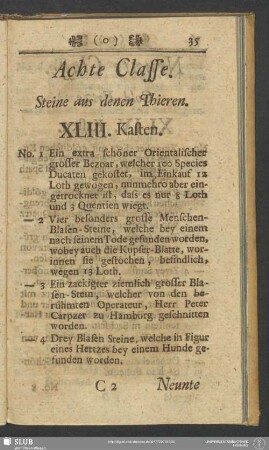 (o) 35
Achte Classe.
Steine aus denen Thieren.
XLIII. Kasten.
No. 1 Ein extra schöner Orientalischer
grosser Bezoar, welcher 100 Species
Ducaten gekostet, im Einkauf 12
Loth gewogen, nunmehro aber ein-
getrocknet ist, dass es nur 8 Loth
und 3 Quentien wiegt.
— 2 Vier besonders grosse Menschen-
Blasen-Steine, welche bey einem
nach seinem Tode gefunden worden,
wobey auch die Kupfer-Platte, wor-
innen sie gestochen, befindlich,
wegen 15 Loth.
— 3 Ein zackigter ziemlich grosser Bla-
sen-Stein, welcher von den be-
rühmten Operateur, Herr Peter
Carpzer zu Hamburg geschnitten
worden.
— 4 Drey Blasen Steine, welche in Figur
eines Hertzes bey einem Hunde ge-
funden worden.
C 2 Neunte
SLUB